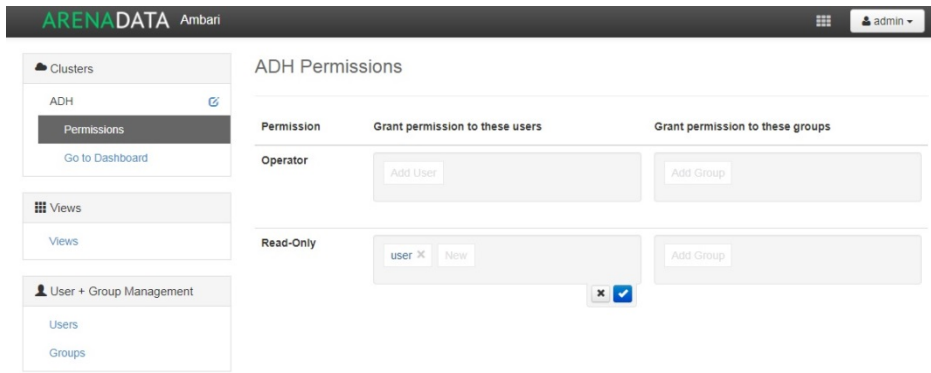 ARENADATA Ambari
admin
Clusters
ADH
Permissions
Go to Dashboard
Views
Views
User + Group Management
Users
Groups
ADH Permissions
Permission Grant permission to these users Grant permission to these groups
Operator Add User Add Group
Read-Only user New Add Group